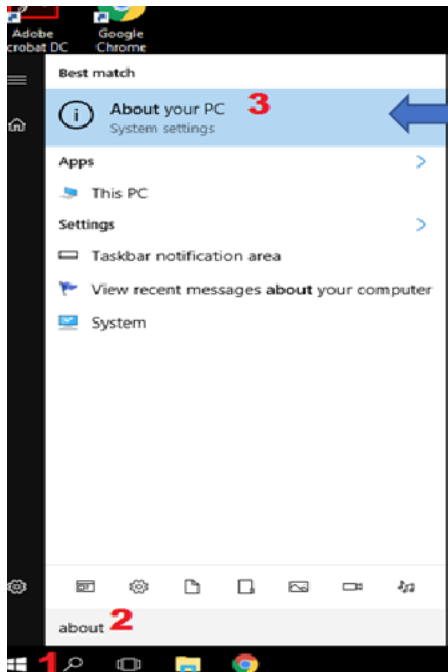 Adobe Google
crobat DC Chrome
Best match
About your PC 3
System settings
Apps
This PC
Settings
Taskbar notification area
View recent messages about your computer
System
about 2
1